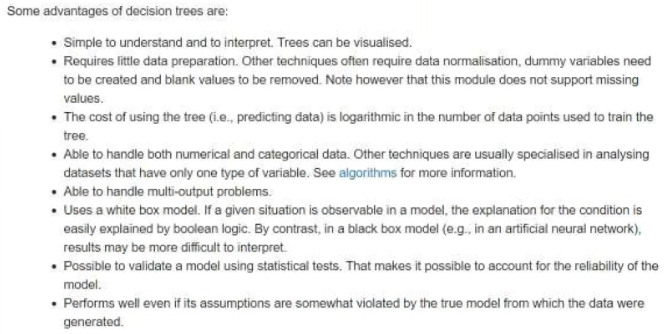 Some advantages of decision trees are:
• Simple to understand and to interpret. Trees can be visualised.
• Requires little data preparation. Other techniques often require data normalisation, dummy variables need
to be created and blank values to be removed. Note however that this module does not support missing
values.
• The cost of using the tree (i.e., predicting data) is logarithmic in the number of data points used to train the
tree.
• Able to handle both numerical and categorical data. Other techniques are usually specialised in analysing
datasets that have only one type of variable. See algorithms for more information.
• Able to handle multi-output problems.
• Uses a white box model. If a given situation is observable in a model, the explanation for the condition is
easily explained by boolean logic. By contrast, in a black box model (e.g., in an artificial neural network),
results may be more difficult to interpret.
• Possible to validate a model using statistical tests. That makes it possible to account for the reliability of the
model.
• Performs well even if its assumptions are somewhat violated by the true model from which the data were
generated.